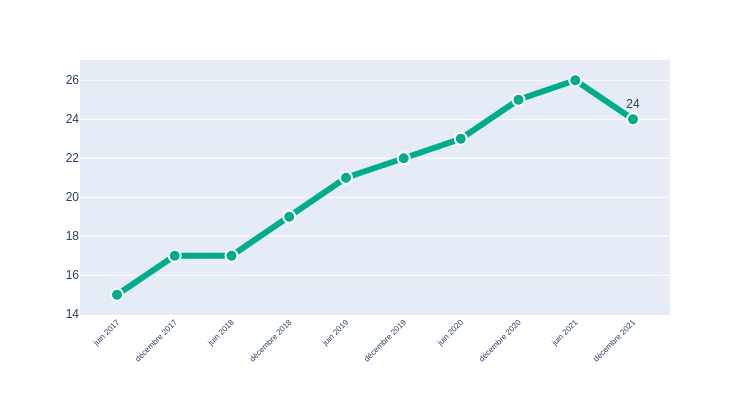 26
24
24
22
20
18
16
14
juin 2017
décembre 2017
juin 2018
décembre 2018
juin 2019
décembre 2019
juin 2020
décembre 2020
juin 2021
décembre 2021